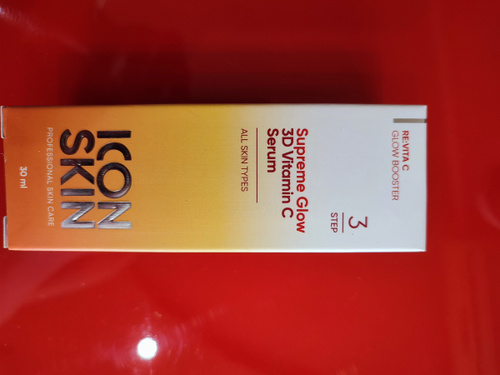 RE:VITA C
GLOW BOOSTER
3
STEP
Supreme Glow
3D Vitamin C
Serum
ALL SKIN TYPES
ICON
SKIN
PROFESSIONAL SKIN CARE
30 ml